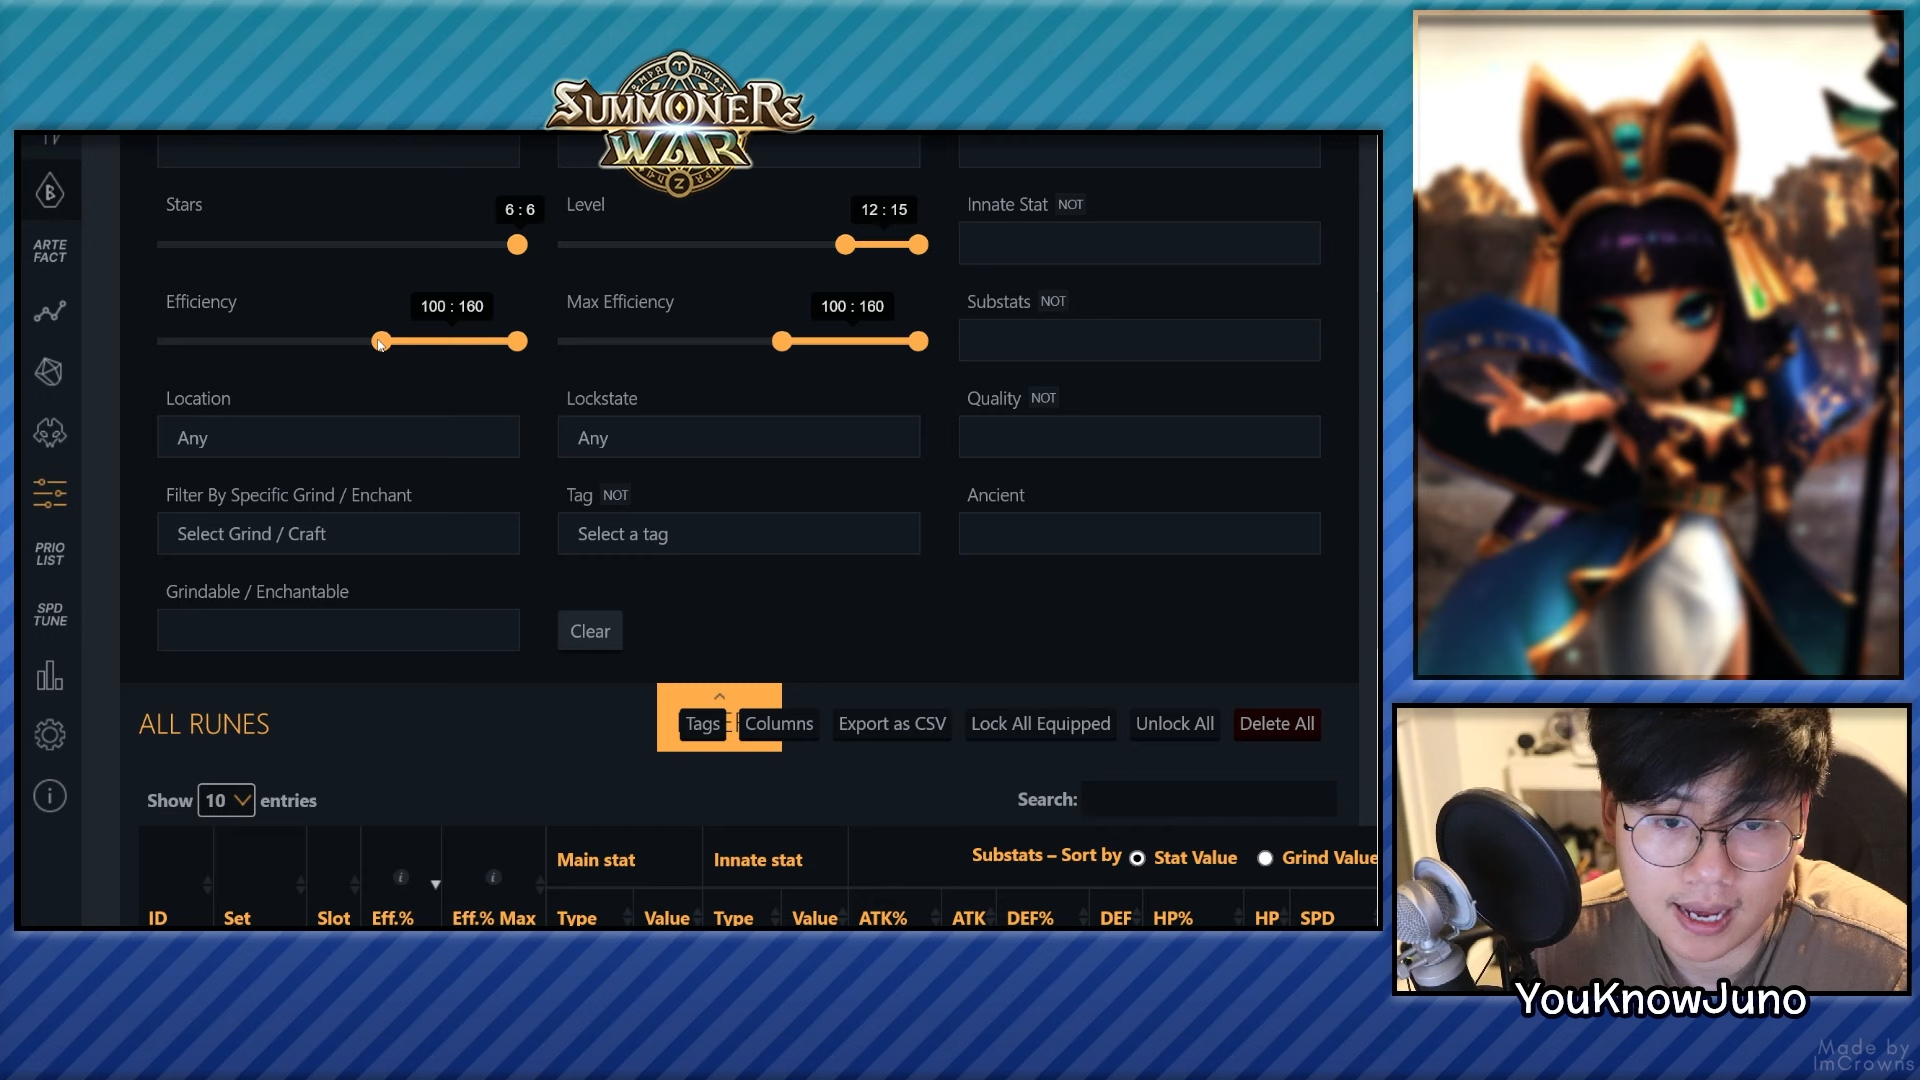 SUMMONERS
WAR
Stars
6 : 6
Level
12 : 15
Innate Stat NOT
ARTE
FACT
Efficiency
100 : 160
Max Efficiency
100 : 160
Substats NOT
Location
Lockstate
Quality NOT
Any
Any
Filter By Specific Grind / Enchant
Tag NOT
Ancient
Select Grind / Craft
Select a tag
PRIO
LIST
Grindable / Enchantable
SPD
TUNE
Clear
ALL RUNES
Tags
Columns
Export as CSV
Lock All Equipped
Unlock All
Delete All
Show 10 entries
Search:
Main stat
Innate stat
Substats – Sort by
Stat Value
Grind Value
ID
Set
Slot
Eff.%
Eff.% Max
Type
Value
Type
Value
ATK%
ATK
DEF%
DEF
HP%
HP
SPD
YouKnowJuno
Made by
ImCrowns